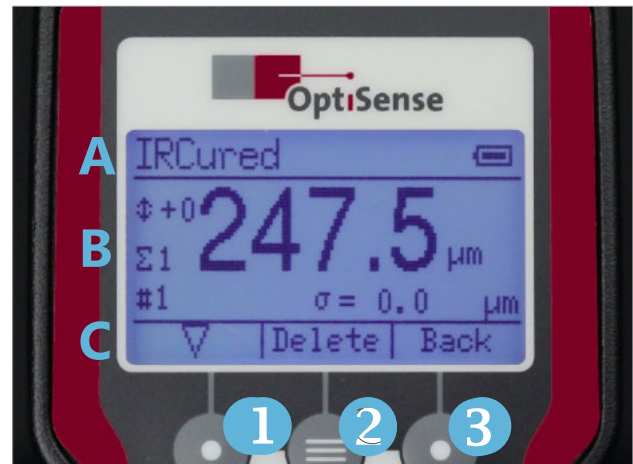 OptiSense
A IRCured
↕+0 247.5 µm
B Σ1
#1 σ= 0.0 µm
C ▽ Delete Back
1 2 3